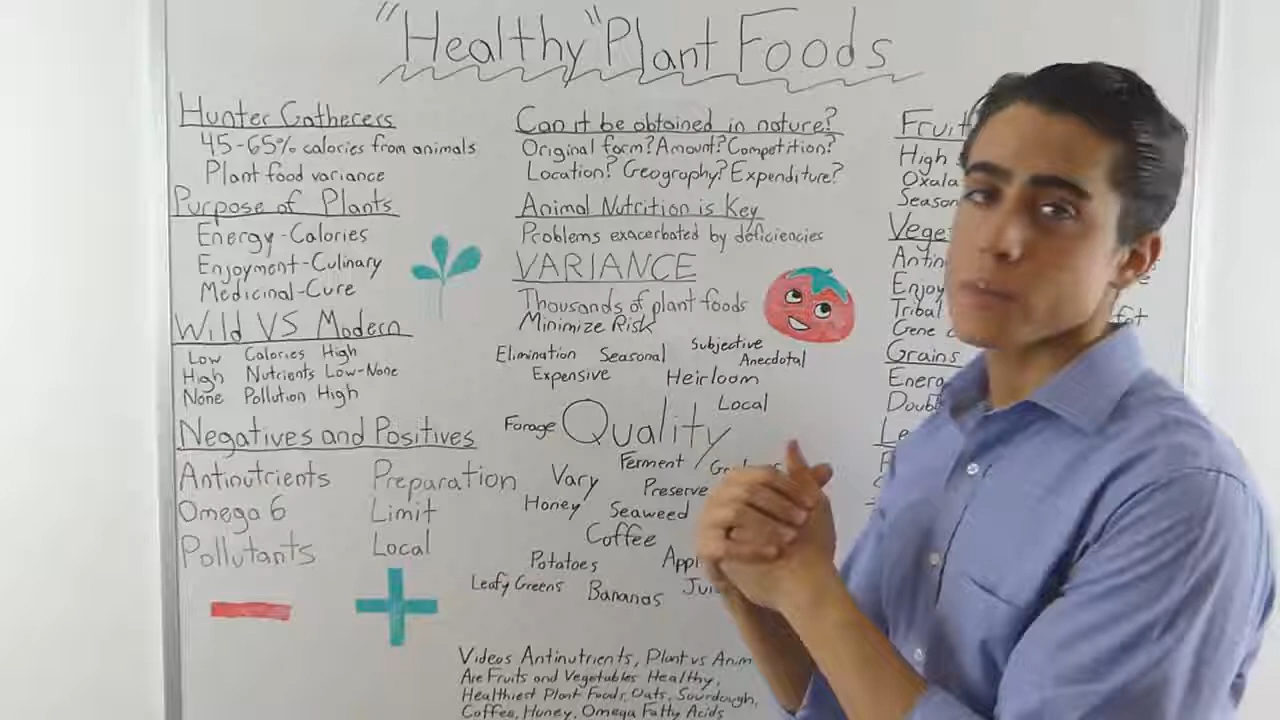 "Healthy" Plant Foods
Hunter Gatherers
45-65% calories from animals
Plant food variance
Purpose of Plants
Energy-Calories
Enjoyment-Culinary
Medicinal-Cure
Wild VS Modern
Low Calories High
High Nutrients Low-None
None Pollution High
Negatives and Positives
Antinutrients Preparation
Omega 6 Limit
Pollutants Local
Can it be obtained in nature?
Original form? Amount? Competition?
Location? Geography? Expenditure?
Animal Nutrition is Key
Problems exacerbated by deficiencies
VARIANCE
Thousands of plant foods
Minimize Risk
Elimination Seasonal Subjective
Anecdotal
Expensive Heirloom
Local
Forage Quality
Ferment
Vary Preserve
Honey Seaweed
Coffee
Potatoes
Leafy Greens Bananas
Videos Antinutrients, Plant vs
Are Fruits and Vegetables Healthy,
Healthiest Plant Foods, Oats, Sourdough,
Coffee, Honey, Omega Fatty Acids
Fruit
High
Season
Tribal
Gene
Grains